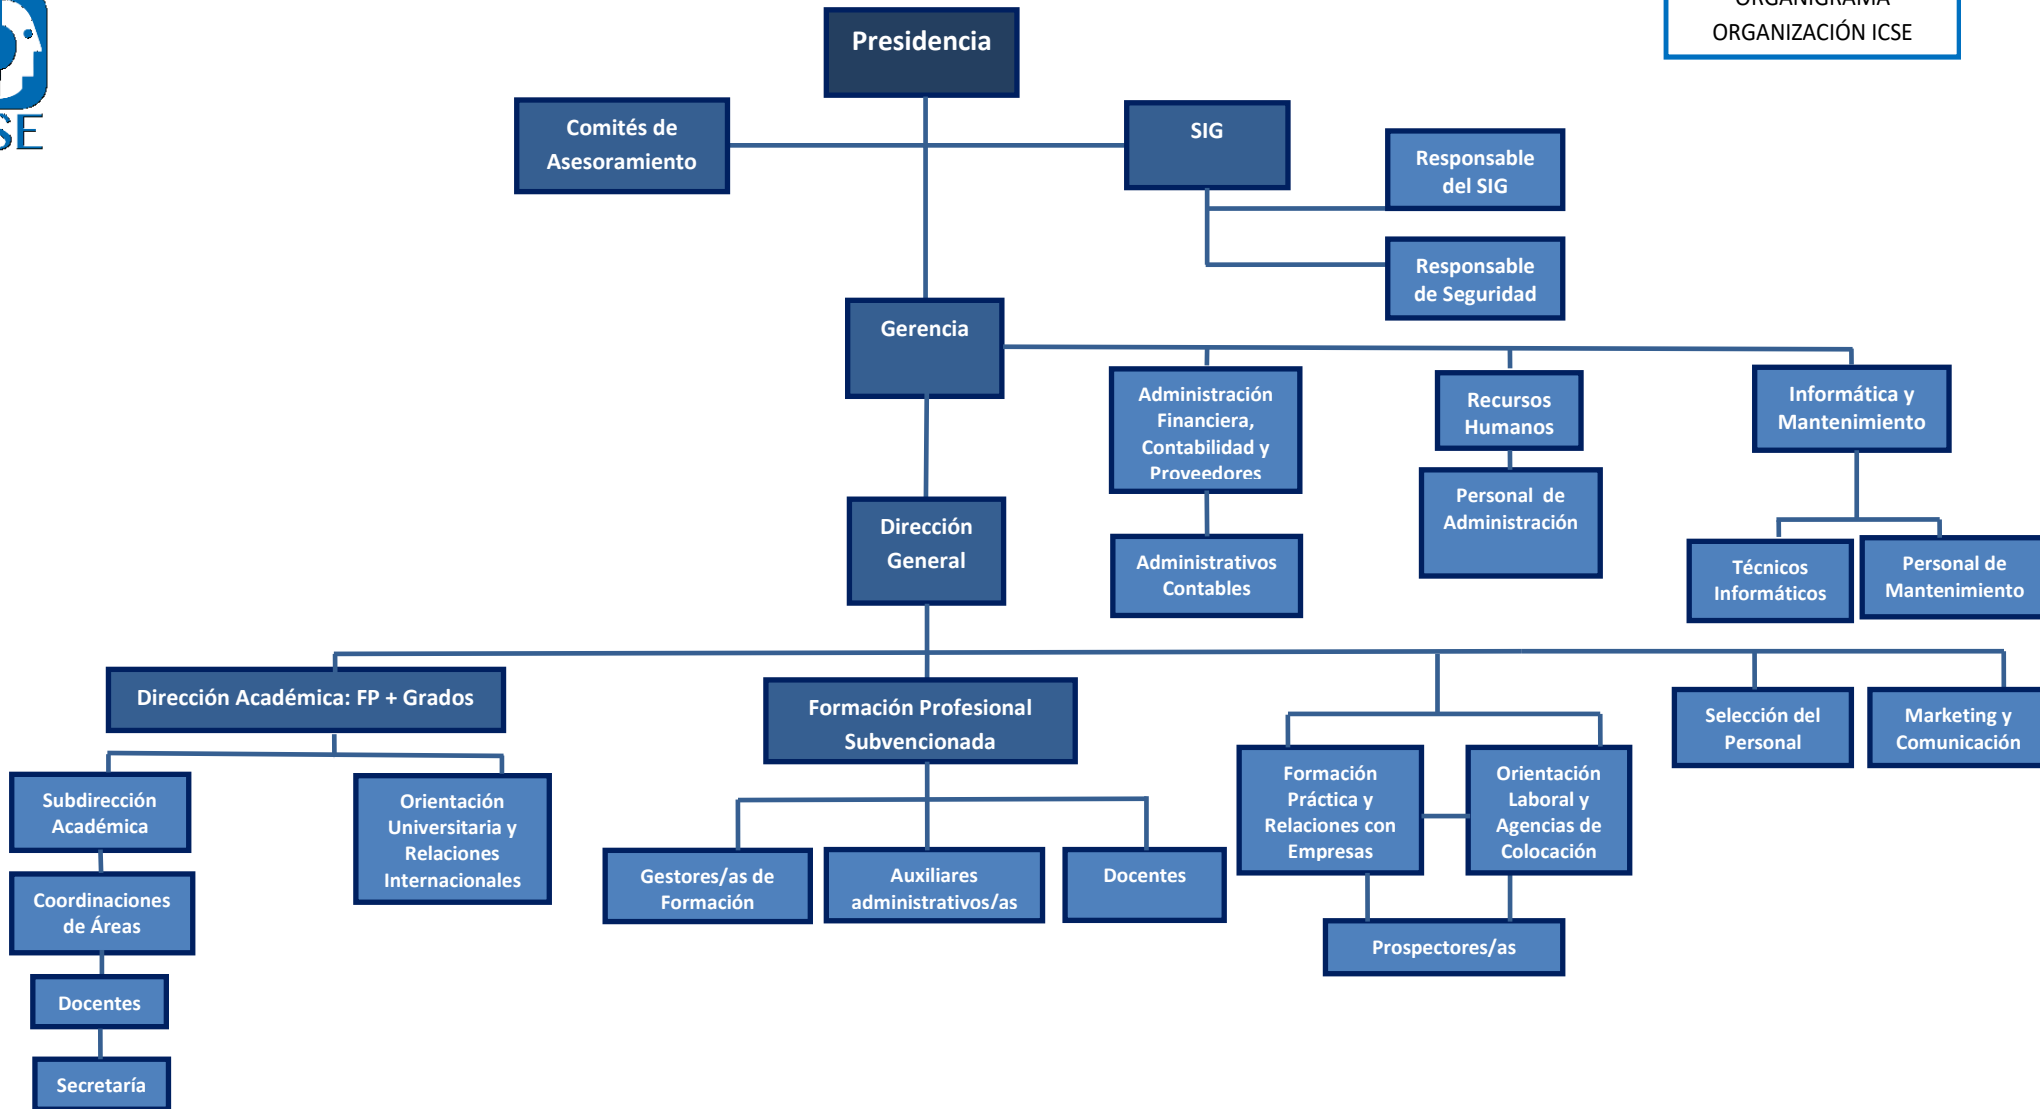 ORGANIGRAMA
ORGANIZACIÓN ICSE
SE
Presidencia
Comités de
Asesoramiento
SIG
Responsable
del SIG
Responsable
de Seguridad
Gerencia
Administración
Financiera,
Contabilidad y
Proveedores
Recursos
Humanos
Informática y
Mantenimiento
Personal de
Administración
Administrativos
Contables
Técnicos
Informáticos
Personal de
Mantenimiento
Dirección
General
Dirección Académica: FP + Grados
Formación Profesional
Subvencionada
Selección del
Personal
Marketing y
Comunicación
Subdirección
Académica
Orientación
Universitaria y
Relaciones
Internacionales
Formación
Práctica y
Relaciones con
Empresas
Orientación
Laboral y
Agencias de
Colocación
Gestores/as de
Formación
Auxiliares
administrativos/as
Docentes
Coordinaciones
de Áreas
Prospectores/as
Docentes
Secretaría